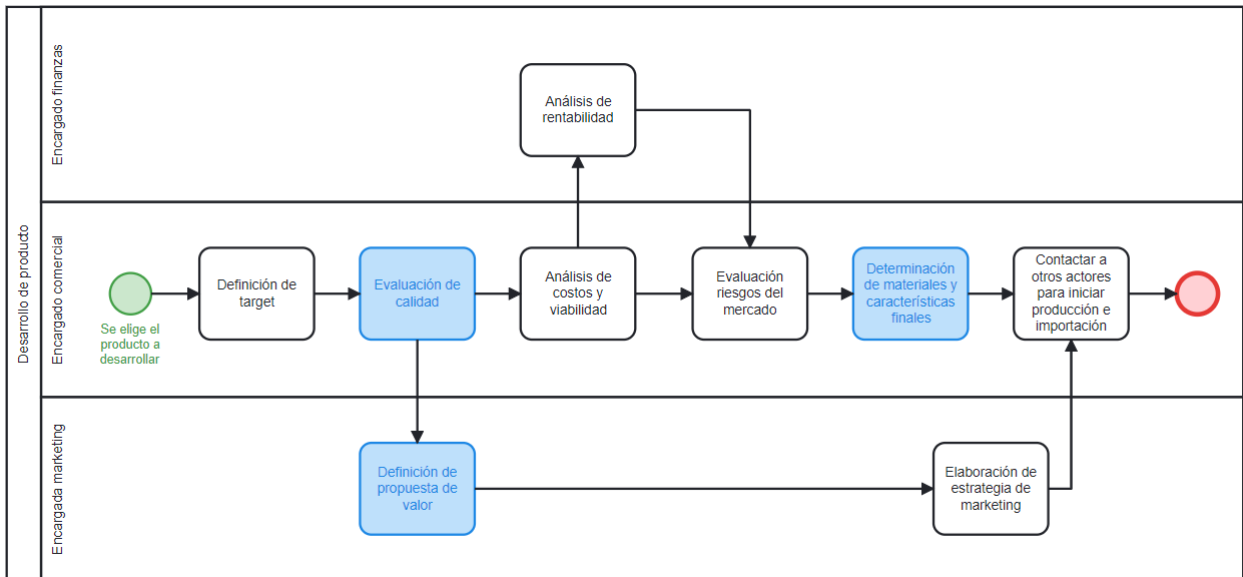 Desarrollo de producto
Encargado finanzas
Análisis de
rentabilidad
Encargado comercial
Se elige el
producto a
desarrollar
Definición de
target
Evaluación de
calidad
Análisis de
costos y
viabilidad
Evaluación
riesgos del
mercado
Determinación
de materiales y
características
finales
Contactar a
otros actores
para iniciar
producción e
importación
Encargada marketing
Definición de
propuesta de
valor
Elaboración de
estrategia de
marketing